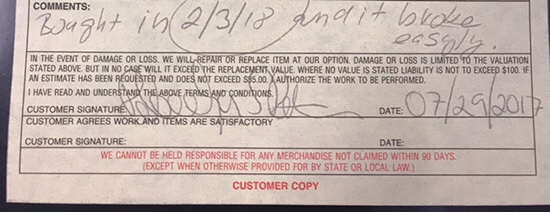 COMMENTS:
Bought in 2/3/18 and it broke
easyly.
IN THE EVENT OF DAMAGE OR LOSS. WE WILL REPAIR OR REPLACE ITEM AT OUR OPTION. DAMAGE OR LOSS IS LIMITED TO THE VALUATION
STATED ABOVE. BUT IN NO CASE WILL IT EXCEED THE REPLACEMENT VALUE. WHERE NO VALUE IS STATED LIABILITY IS NOT TO EXCEED $100. IF
AN ESTIMATE HAS BEEN REQUESTED AND DOES NOT EXCEED $85.00. I AUTHORIZE THE WORK TO BE PERFORMED.
I HAVE READ AND UNDERSTAND THE ABOVE TERMS AND CONDITIONS.
CUSTOMER SIGNATURE: DATE: 07/29/2017
CUSTOMER AGREES WORK AND ITEMS ARE SATISFACTORY
CUSTOMER SIGNATURE: DATE:
WE CANNOT BE HELD RESPONSIBLE FOR ANY MERCHANDISE NOT CLAIMED WITHIN 90 DAYS.
(EXCEPT WHEN OTHERWISE PROVIDED FOR BY STATE OR LOCAL LAW.)
CUSTOMER COPY